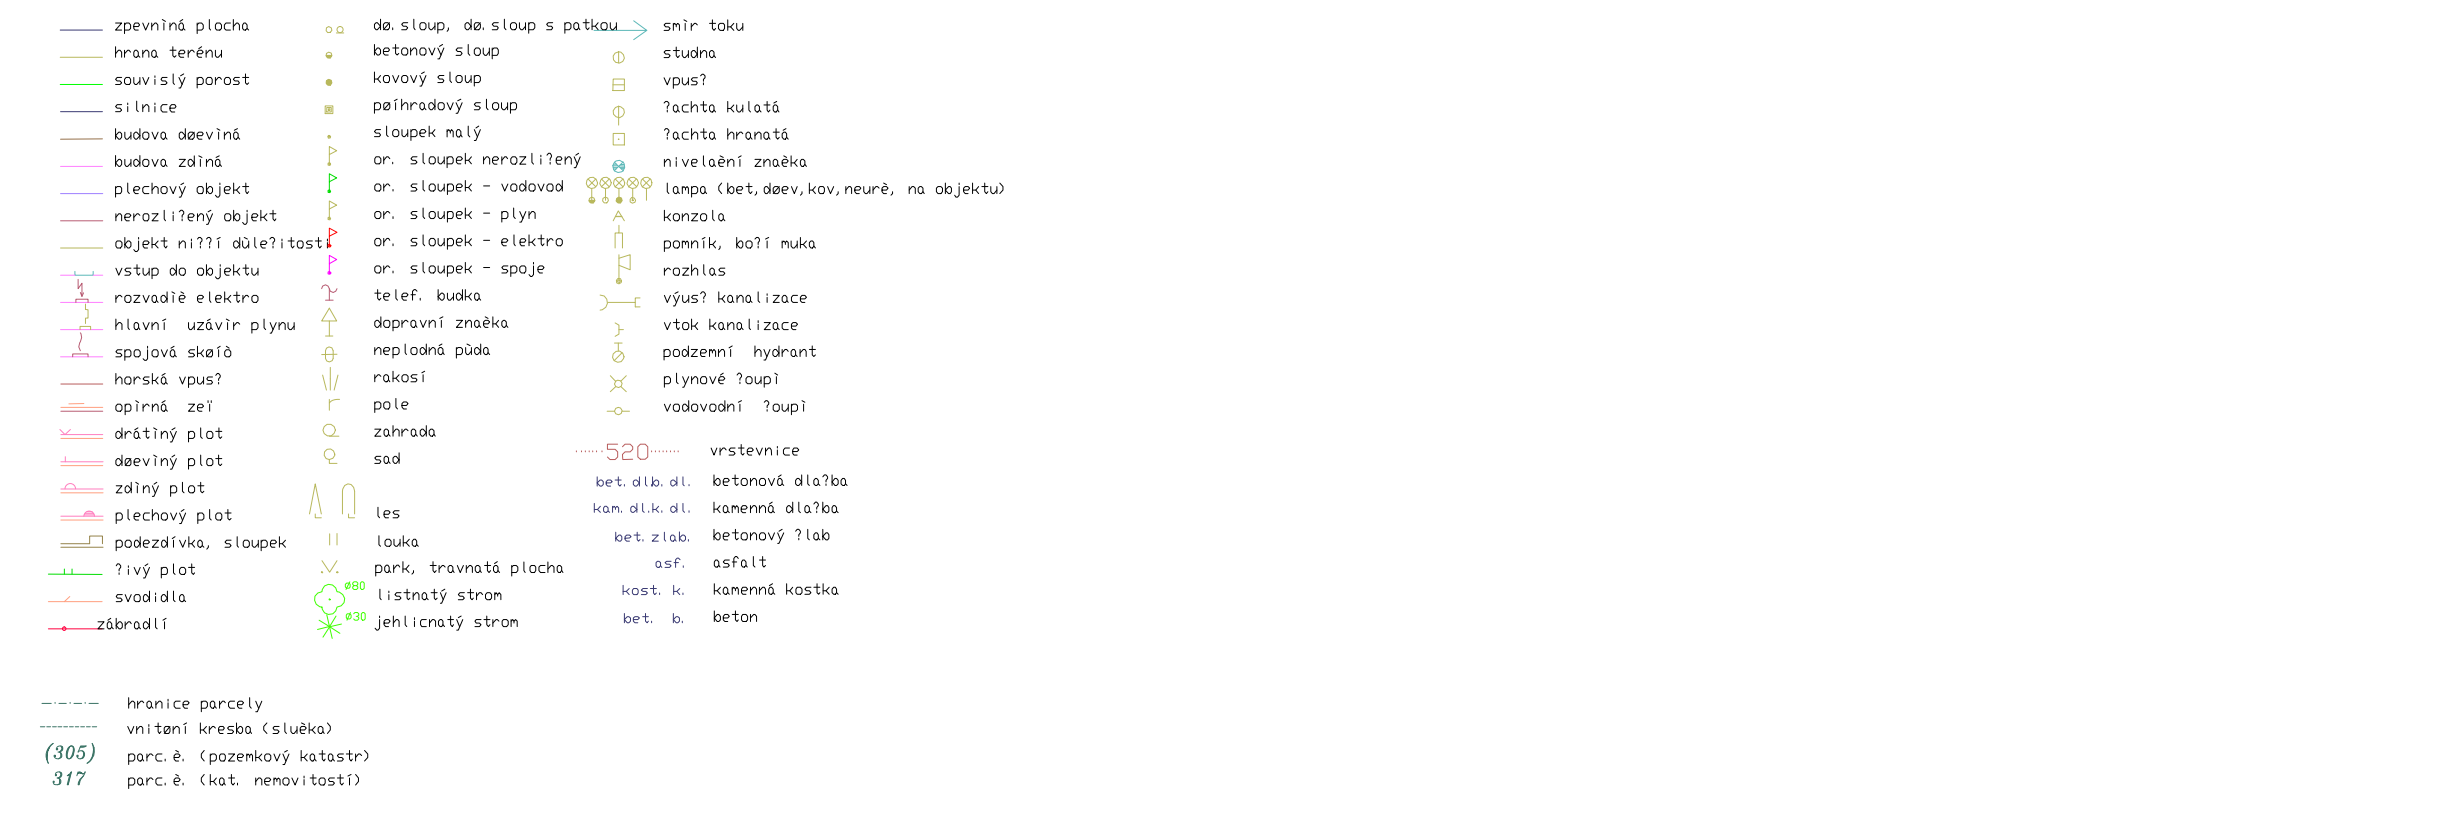 zpevnìná plocha
hrana terénu
souvislý porost
silnice
budova døevìná
budova zdìná
plechový objekt
nerozli?ený objekt
objekt ni??í dùle?itosti
vstup do objektu
rozvadìè elektro
hlavní uzávìr plynu
spojová skøíò
horská vpus?
opìrná zeï
drátìný plot
døevìný plot
zdìný plot
plechový plot
podezdívka, sloupek
?ivý plot
svodidla
zábradlí
dø. sloup, dø. sloup s patkou
betonový sloup
kovový sloup
pøíhradový sloup
sloupek malý
or. sloupek nerozli?ený
or. sloupek - vodovod
or. sloupek - plyn
or. sloupek - elektro
or. sloupek - spoje
telef. budka
dopravní znaèka
neplodná pùda
rakosí
pole
zahrada
sad
les
louka
park, travnatá plocha
ø80 listnatý strom
ø30 jehlicnatý strom
smìr toku
studna
vpus?
?achta kulatá
?achta hranatá
nivelaèní znaèka
lampa (bet,døev,kov,neurè, na objektu)
konzola
pomník, bo?í muka
rozhlas
výus? kanalizace
vtok kanalizace
podzemní hydrant
plynové ?oupì
vodovodní ?oupì
520 vrstevnice
bet. dlb. dl. betonová dla?ba
kam. dl.k. dl. kamenná dla?ba
bet. zlab. betonový ?lab
asf. asfalt
kost. k. kamenná kostka
bet. b. beton
hranice parcely
vnitøní kresba (sluèka)
(305) parc. è. (pozemkový katastr)
317 parc. è. (kat. nemovitostí)